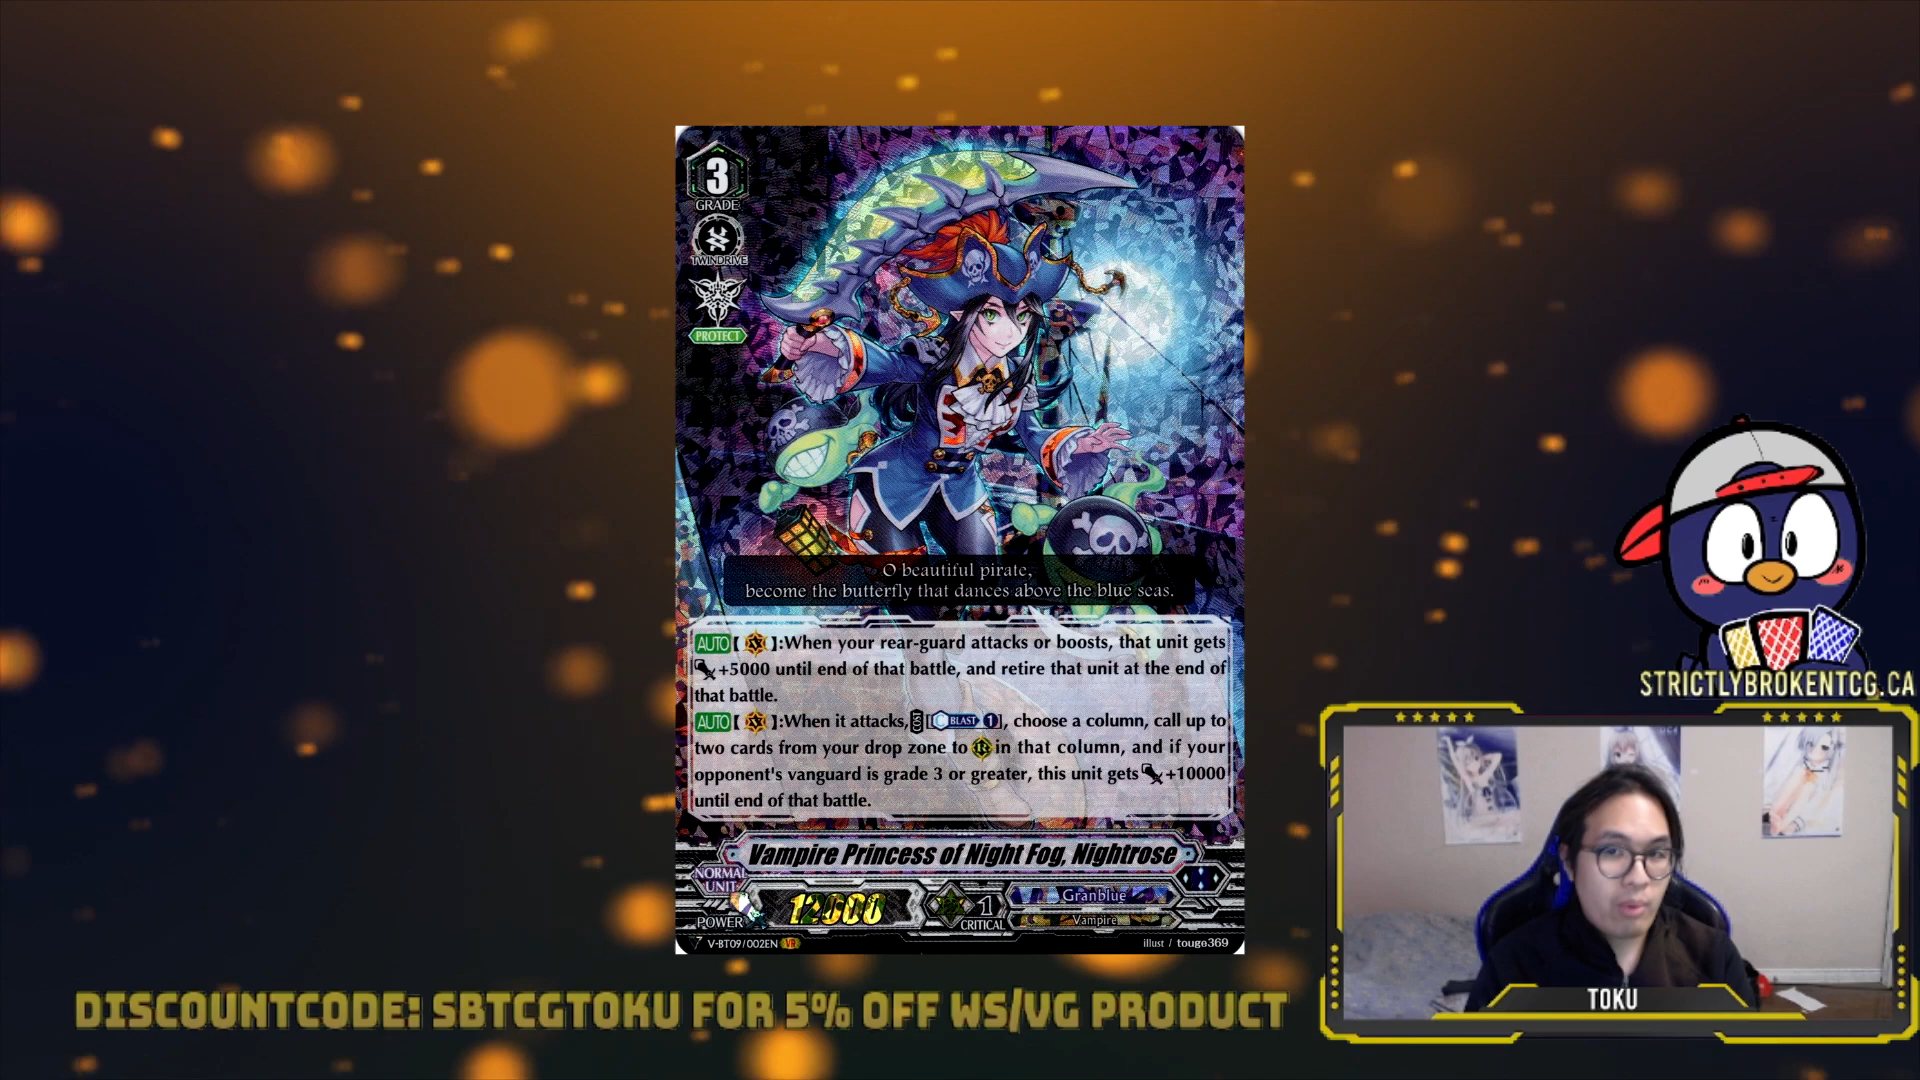 3
GRADE
TWINDRIVE
PROTECT
O beautiful pirate,
become the butterfly that dances above the blue seas.
AUTO【 V 】:When your rear-guard attacks or boosts, that unit gets
+5000 until end of that battle, and retire that unit at the end of
that battle.
AUTO【 V 】:When it attacks, COST [C BLAST 1], choose a column, call up to
two cards from your drop zone to R in that column, and if your
opponent's vanguard is grade 3 or greater, this unit gets +10000
until end of that battle.
Vampire Princess of Night Fog, Nightrose
NORMAL
UNIT
POWER 12000
1
CRITICAL
Granblue
Vampire
V-BT09/002EN VR
illust / touge369
STRICTLYBROKENTCG.CA
TOKU
DISCOUNTCODE: SBTCGTOKU FOR 5% OFF WS/VG PRODUCT